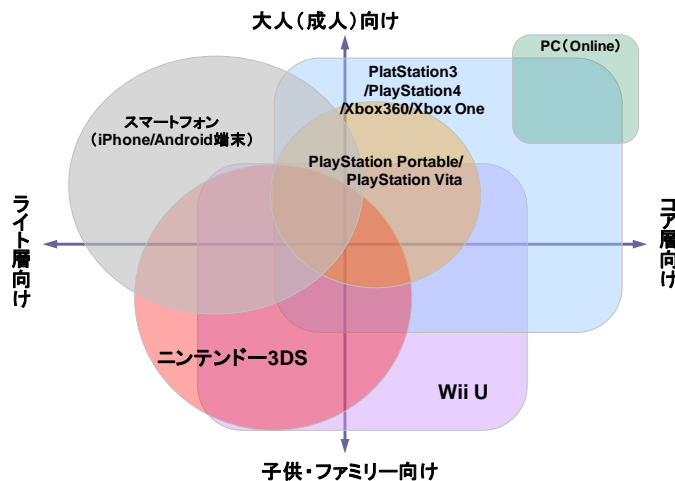 大人（成人）向け
PC（Online）
PlatStation3
/PlayStation4
/Xbox360/Xbox One
スマートフォン
（iPhone/Android端末）
PlayStation Portable/
PlayStation Vita
ライト層向け
コア層向け
ニンテンドー3DS
Wii U
子供・ファミリー向け